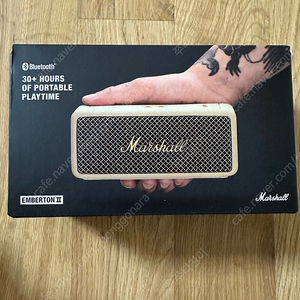 Bluetooth®
30+ HOURS
OF PORTABLE
PLAYTIME
Marshall
EMBERTON II
Marshall